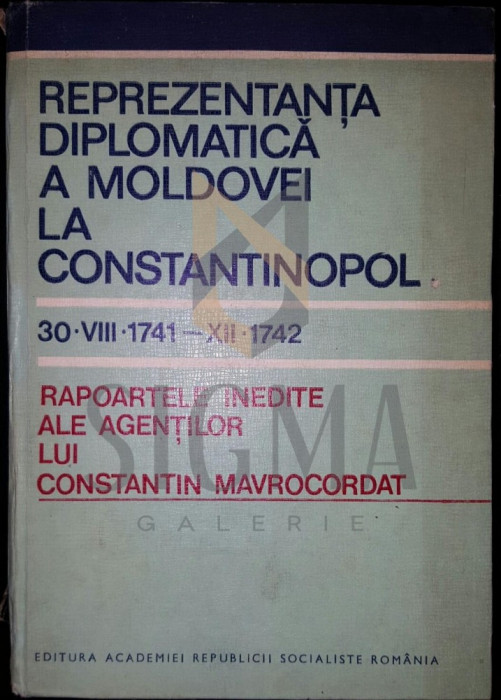 REPREZENTANȚA
DIPLOMATICĂ
A MOLDOVEI
LA
CONSTANTINOPOL
30·VIII·1741–XII·1742
RAPOARTELE INEDITE
ALE AGENȚILOR
LUI
CONSTANTIN MAVROCORDAT
SIGMA
GALERIE
EDITURA ACADEMIEI REPUBLICII SOCIALISTE ROMÂNIA